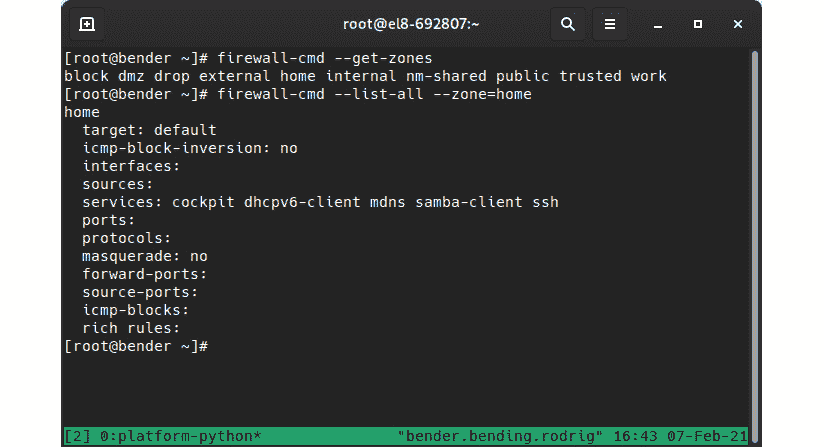 root@el8-692807:~
[root@bender ~]# firewall-cmd --get-zones
block dmz drop external home internal nm-shared public trusted work
[root@bender ~]# firewall-cmd --list-all --zone=home
home
  target: default
  icmp-block-inversion: no
  interfaces:
  sources:
  services: cockpit dhcpv6-client mdns samba-client ssh
  ports:
  protocols:
  masquerade: no
  forward-ports:
  source-ports:
  icmp-blocks:
  rich rules:
[root@bender ~]#
[2] 0:platform-python* "bender.bending.rodrig" 16:43 07-Feb-21